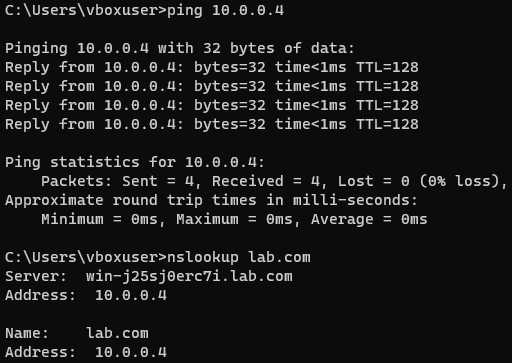 C:\Users\vboxuser>ping 10.0.0.4
Pinging 10.0.0.4 with 32 bytes of data:
Reply from 10.0.0.4: bytes=32 time<1ms TTL=128
Reply from 10.0.0.4: bytes=32 time<1ms TTL=128
Reply from 10.0.0.4: bytes=32 time<1ms TTL=128
Reply from 10.0.0.4: bytes=32 time<1ms TTL=128
Ping statistics for 10.0.0.4:
    Packets: Sent = 4, Received = 4, Lost = 0 (0% loss),
Approximate round trip times in milli-seconds:
    Minimum = 0ms, Maximum = 0ms, Average = 0ms
C:\Users\vboxuser>nslookup lab.com
Server:  win-j25sj0erc7i.lab.com
Address:  10.0.0.4
Name:    lab.com
Address:  10.0.0.4